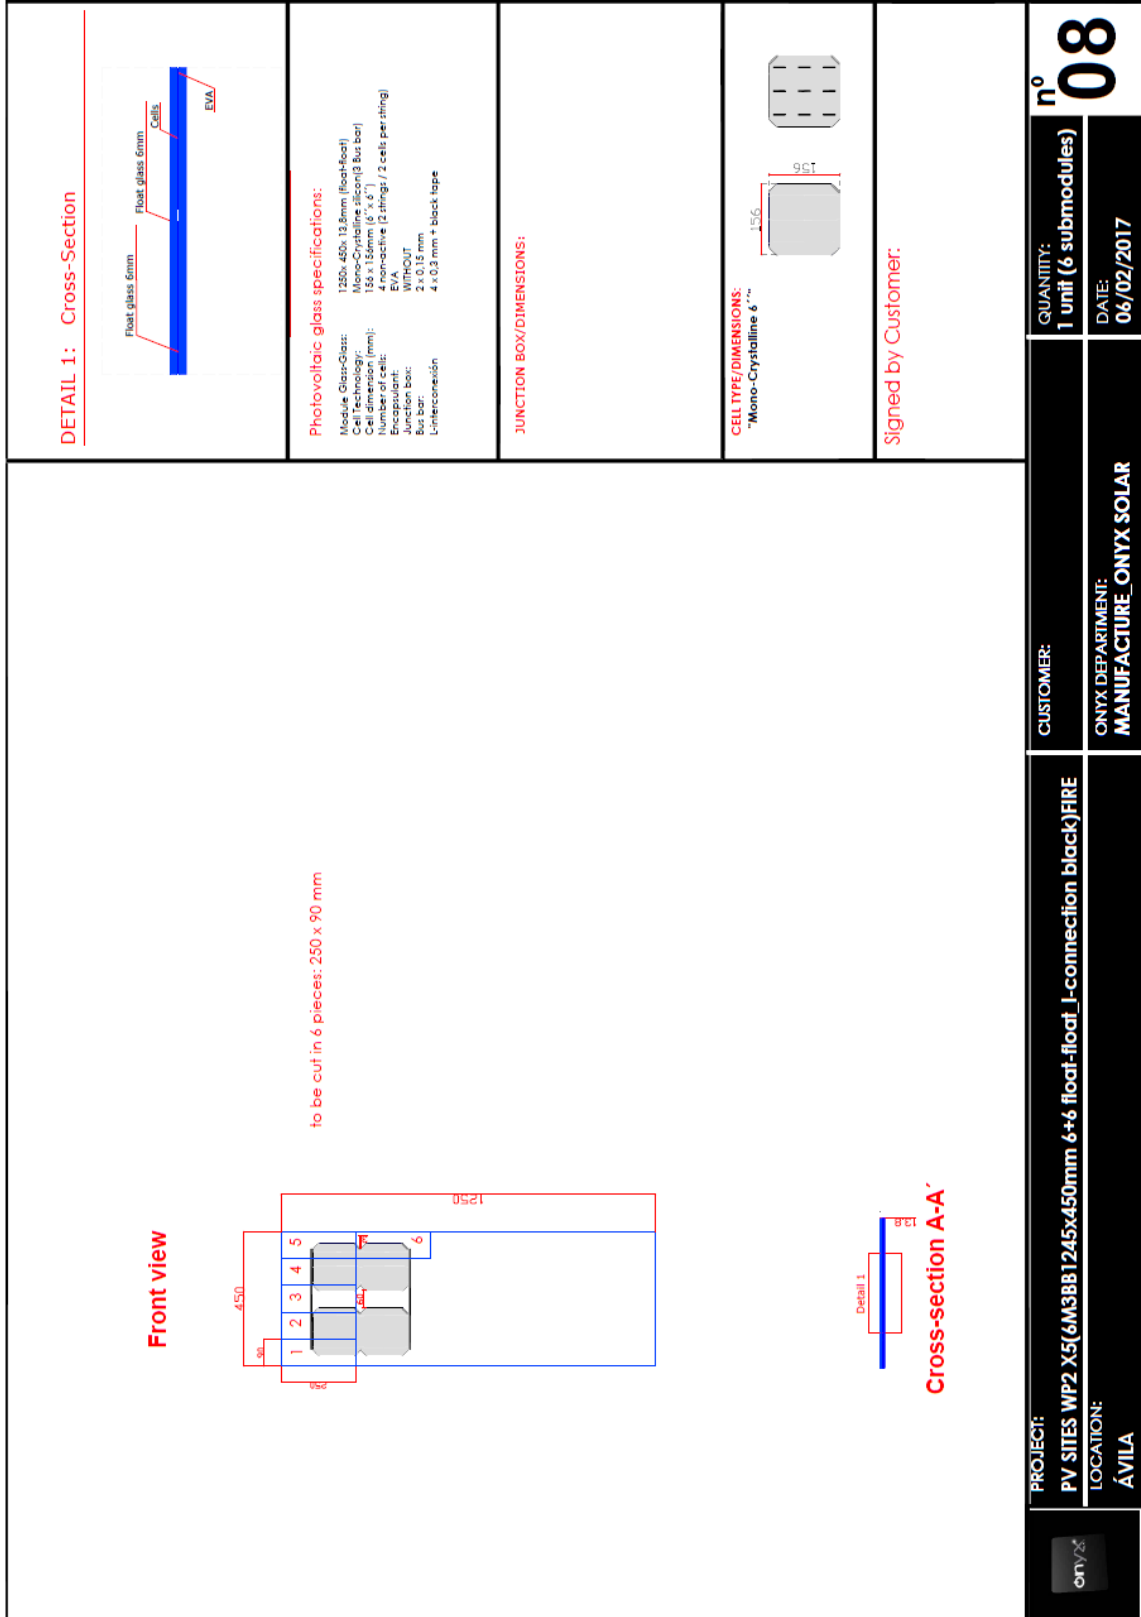 Front view
450
90
250
1
2
3
4
5
6
60
1250
to be cut in 6 pieces: 250 x 90 mm
Detail 1
13,8
Cross-section A-A´
DETAIL 1: Cross-Section
Float glass 6mm
Float glass 6mm
Cells
EVA
Photovoltaic glass specifications:
Module Glass-Glass: 1250x 450x 13,8mm (float-float)
Cell Technology: Mono-Crystalline silicon(3 Bus bar)
Cell dimension (mm): 156 x 156mm (6´´x 6´´)
Number of cells: 4 non-active (2 strings / 2 cells per string)
Encapsulant: EVA
Junction box: WITHOUT
Bus bar: 2 x 0,15 mm
L-interconexión 4 x 0,3 mm + black tape
JUNCTION BOX/DIMENSIONS:
CELL TYPE/DIMENSIONS:
"Mono-Crystalline 6´´"
156
156
Signed by Customer:
onyx
PROJECT:
PV SITES WP2 X5(6M3BB1245x450mm 6+6 float-float_l-connection black)FIRE
LOCATION:
ÁVILA
CUSTOMER:
ONYX DEPARTMENT:
MANUFACTURE_ONYX SOLAR
QUANTITY:
1 unit (6 submodules)
DATE:
06/02/2017
nº
08